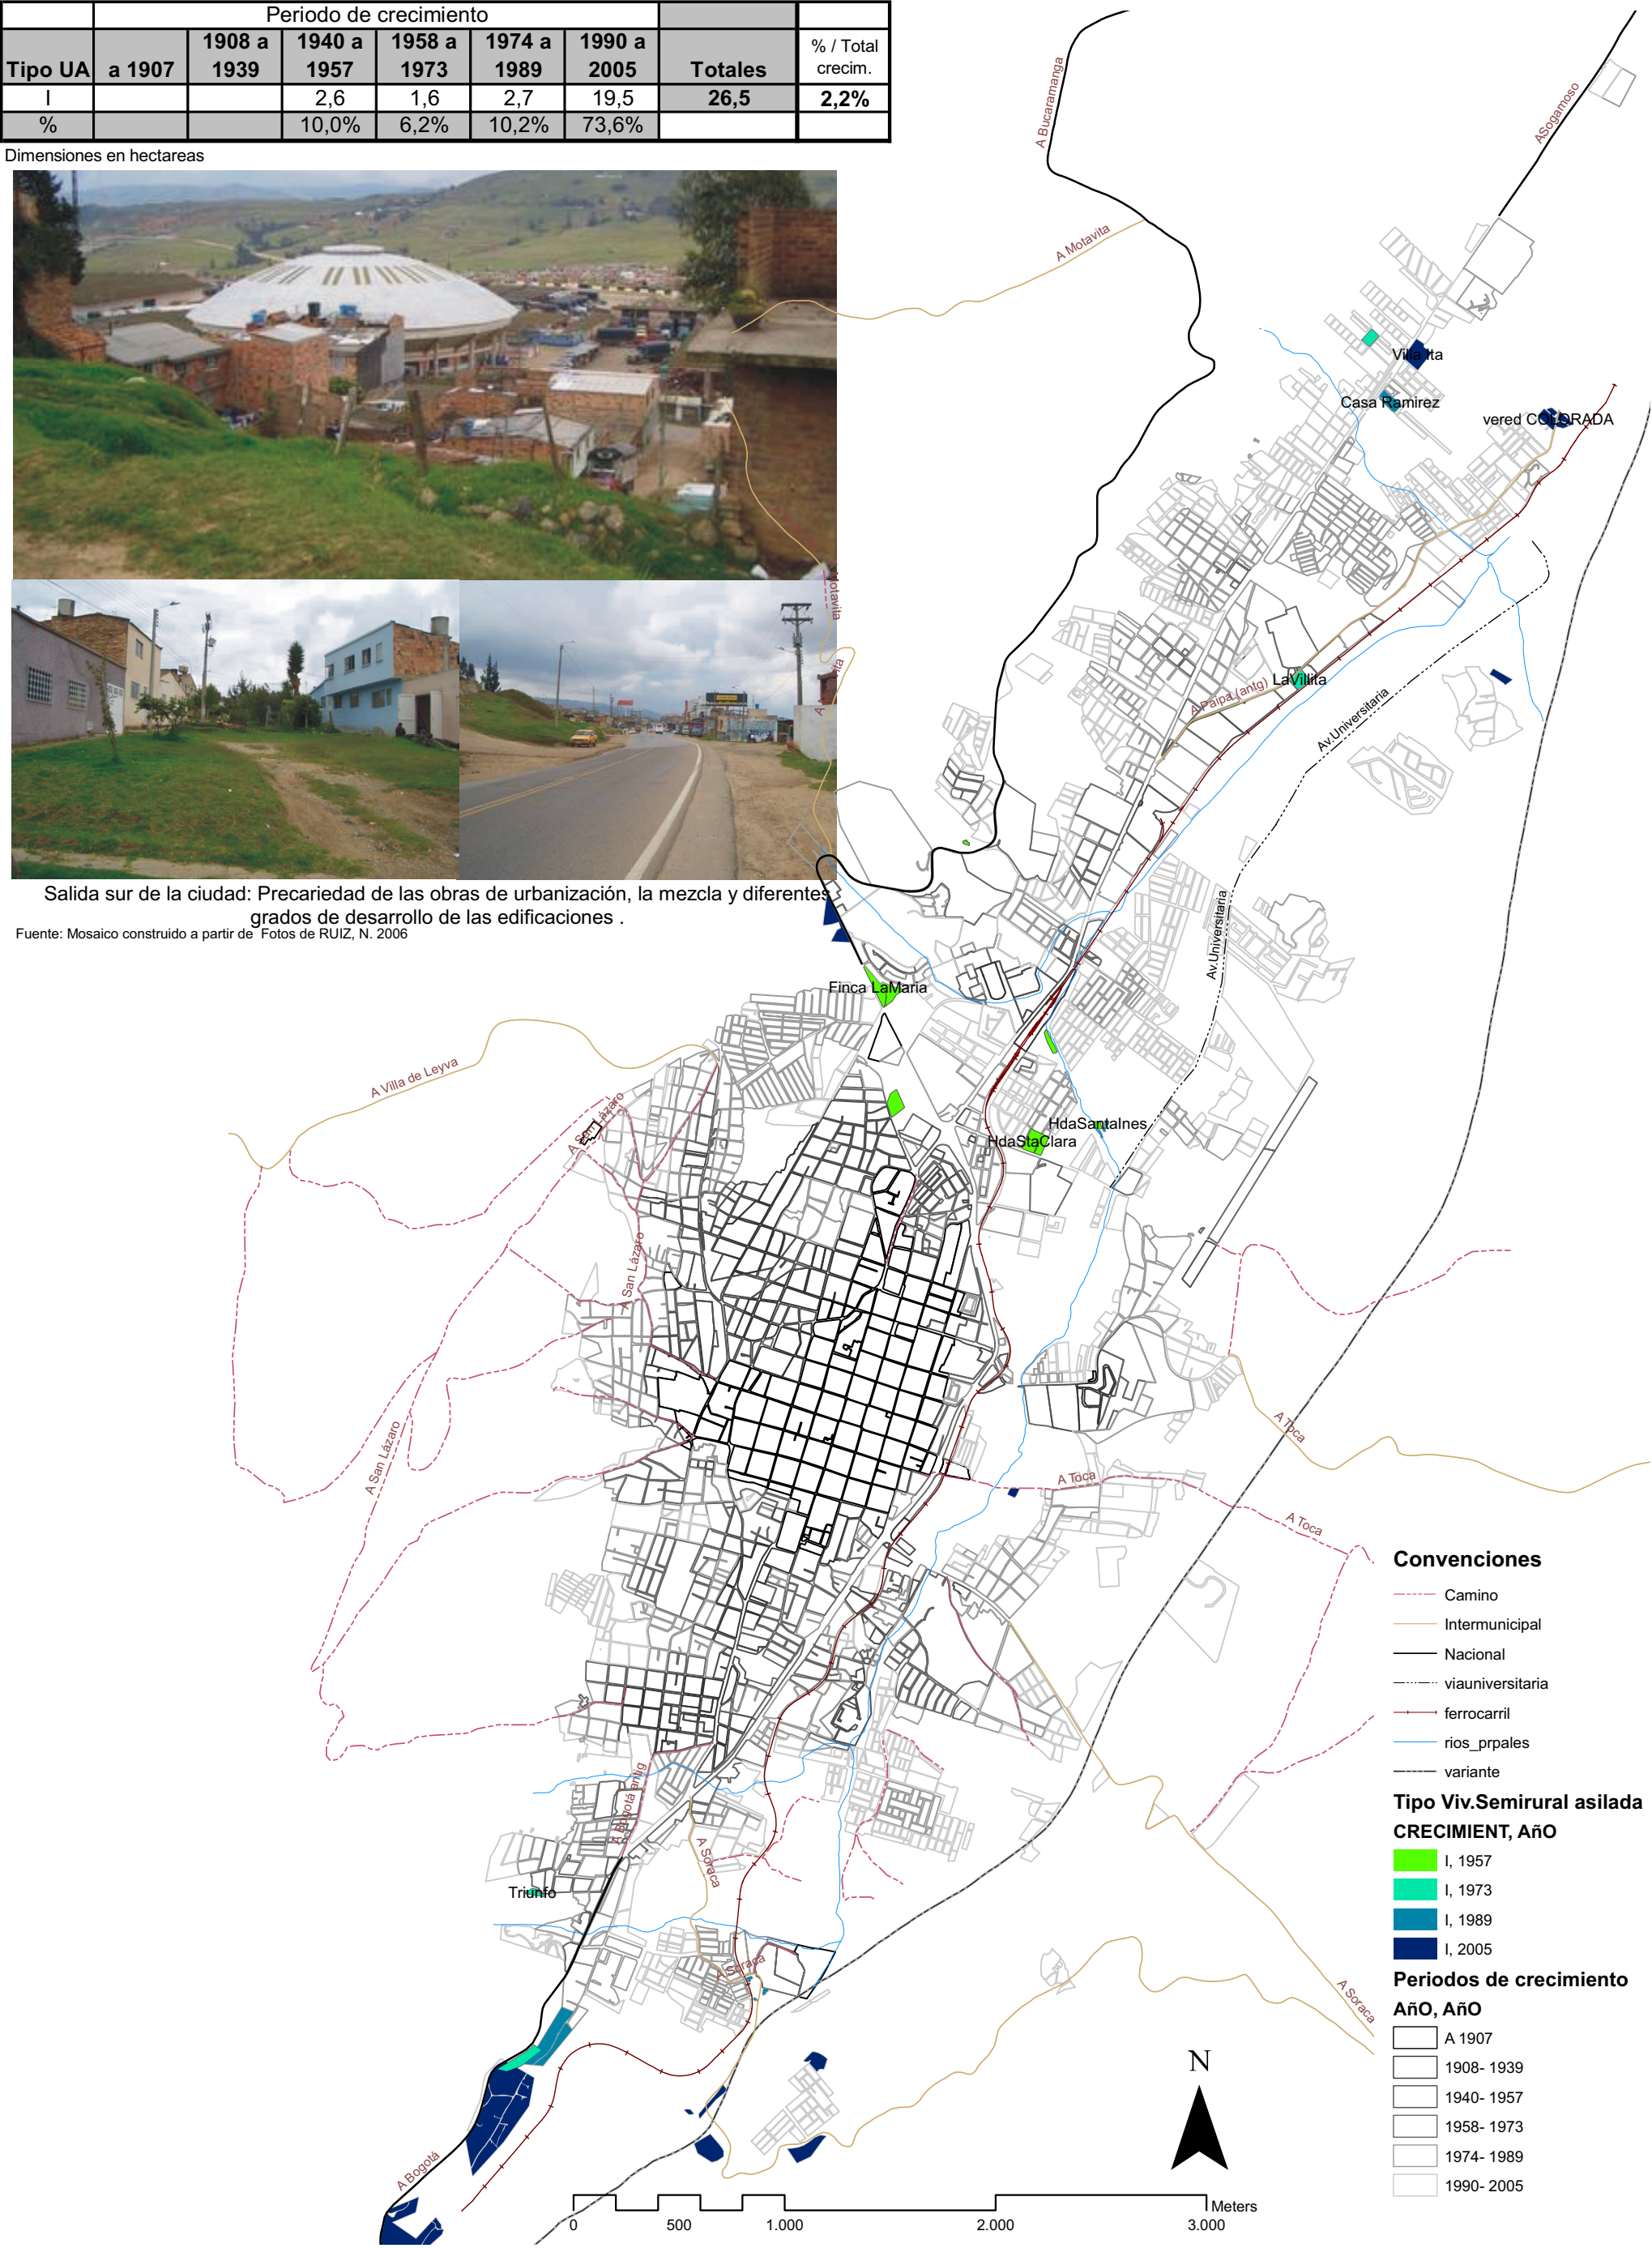 Periodo de crecimiento
Tipo UA a 1907 1908 a 1939 1940 a 1957 1958 a 1973 1974 a 1989 1990 a 2005 Totales % / Total crecim.
I 2,6 1,6 2,7 19,5 26,5 2,2%
% 10,0% 6,2% 10,2% 73,6%
Dimensiones en hectareas
Salida sur de la ciudad: Precariedad de las obras de urbanización, la mezcla y diferentes
grados de desarrollo de las edificaciones .
Fuente: Mosaico construido a partir de Fotos de RUIZ, N. 2006
A Bucaramanga
ASogamoso
A Motavita
Villa Ita
Casa Ramirez
vered COLORADA
Motavita
LaVillita
A Paipa (antg)
Av.Universitaria
Av.Universitaria
Finca LaMaria
A Villa de Leyva
A San Lázaro
HdaSantaInes
HdaStaClara
A San Lázaro
A San Lázaro
A Toca
A Toca
A Toca
A Bogotá antig
A Soraca
Triunfo
A Soraca
A Soraca
A Bogotá
N
0 500 1.000 2.000 3.000
Meters
Convenciones
Camino
Intermunicipal
Nacional
viauniversitaria
ferrocarril
rios_prpales
variante
Tipo Viv.Semirural asilada
CRECIMIENT, AñO
I, 1957
I, 1973
I, 1989
I, 2005
Periodos de crecimiento
AñO, AñO
A 1907
1908- 1939
1940- 1957
1958- 1973
1974- 1989
1990- 2005